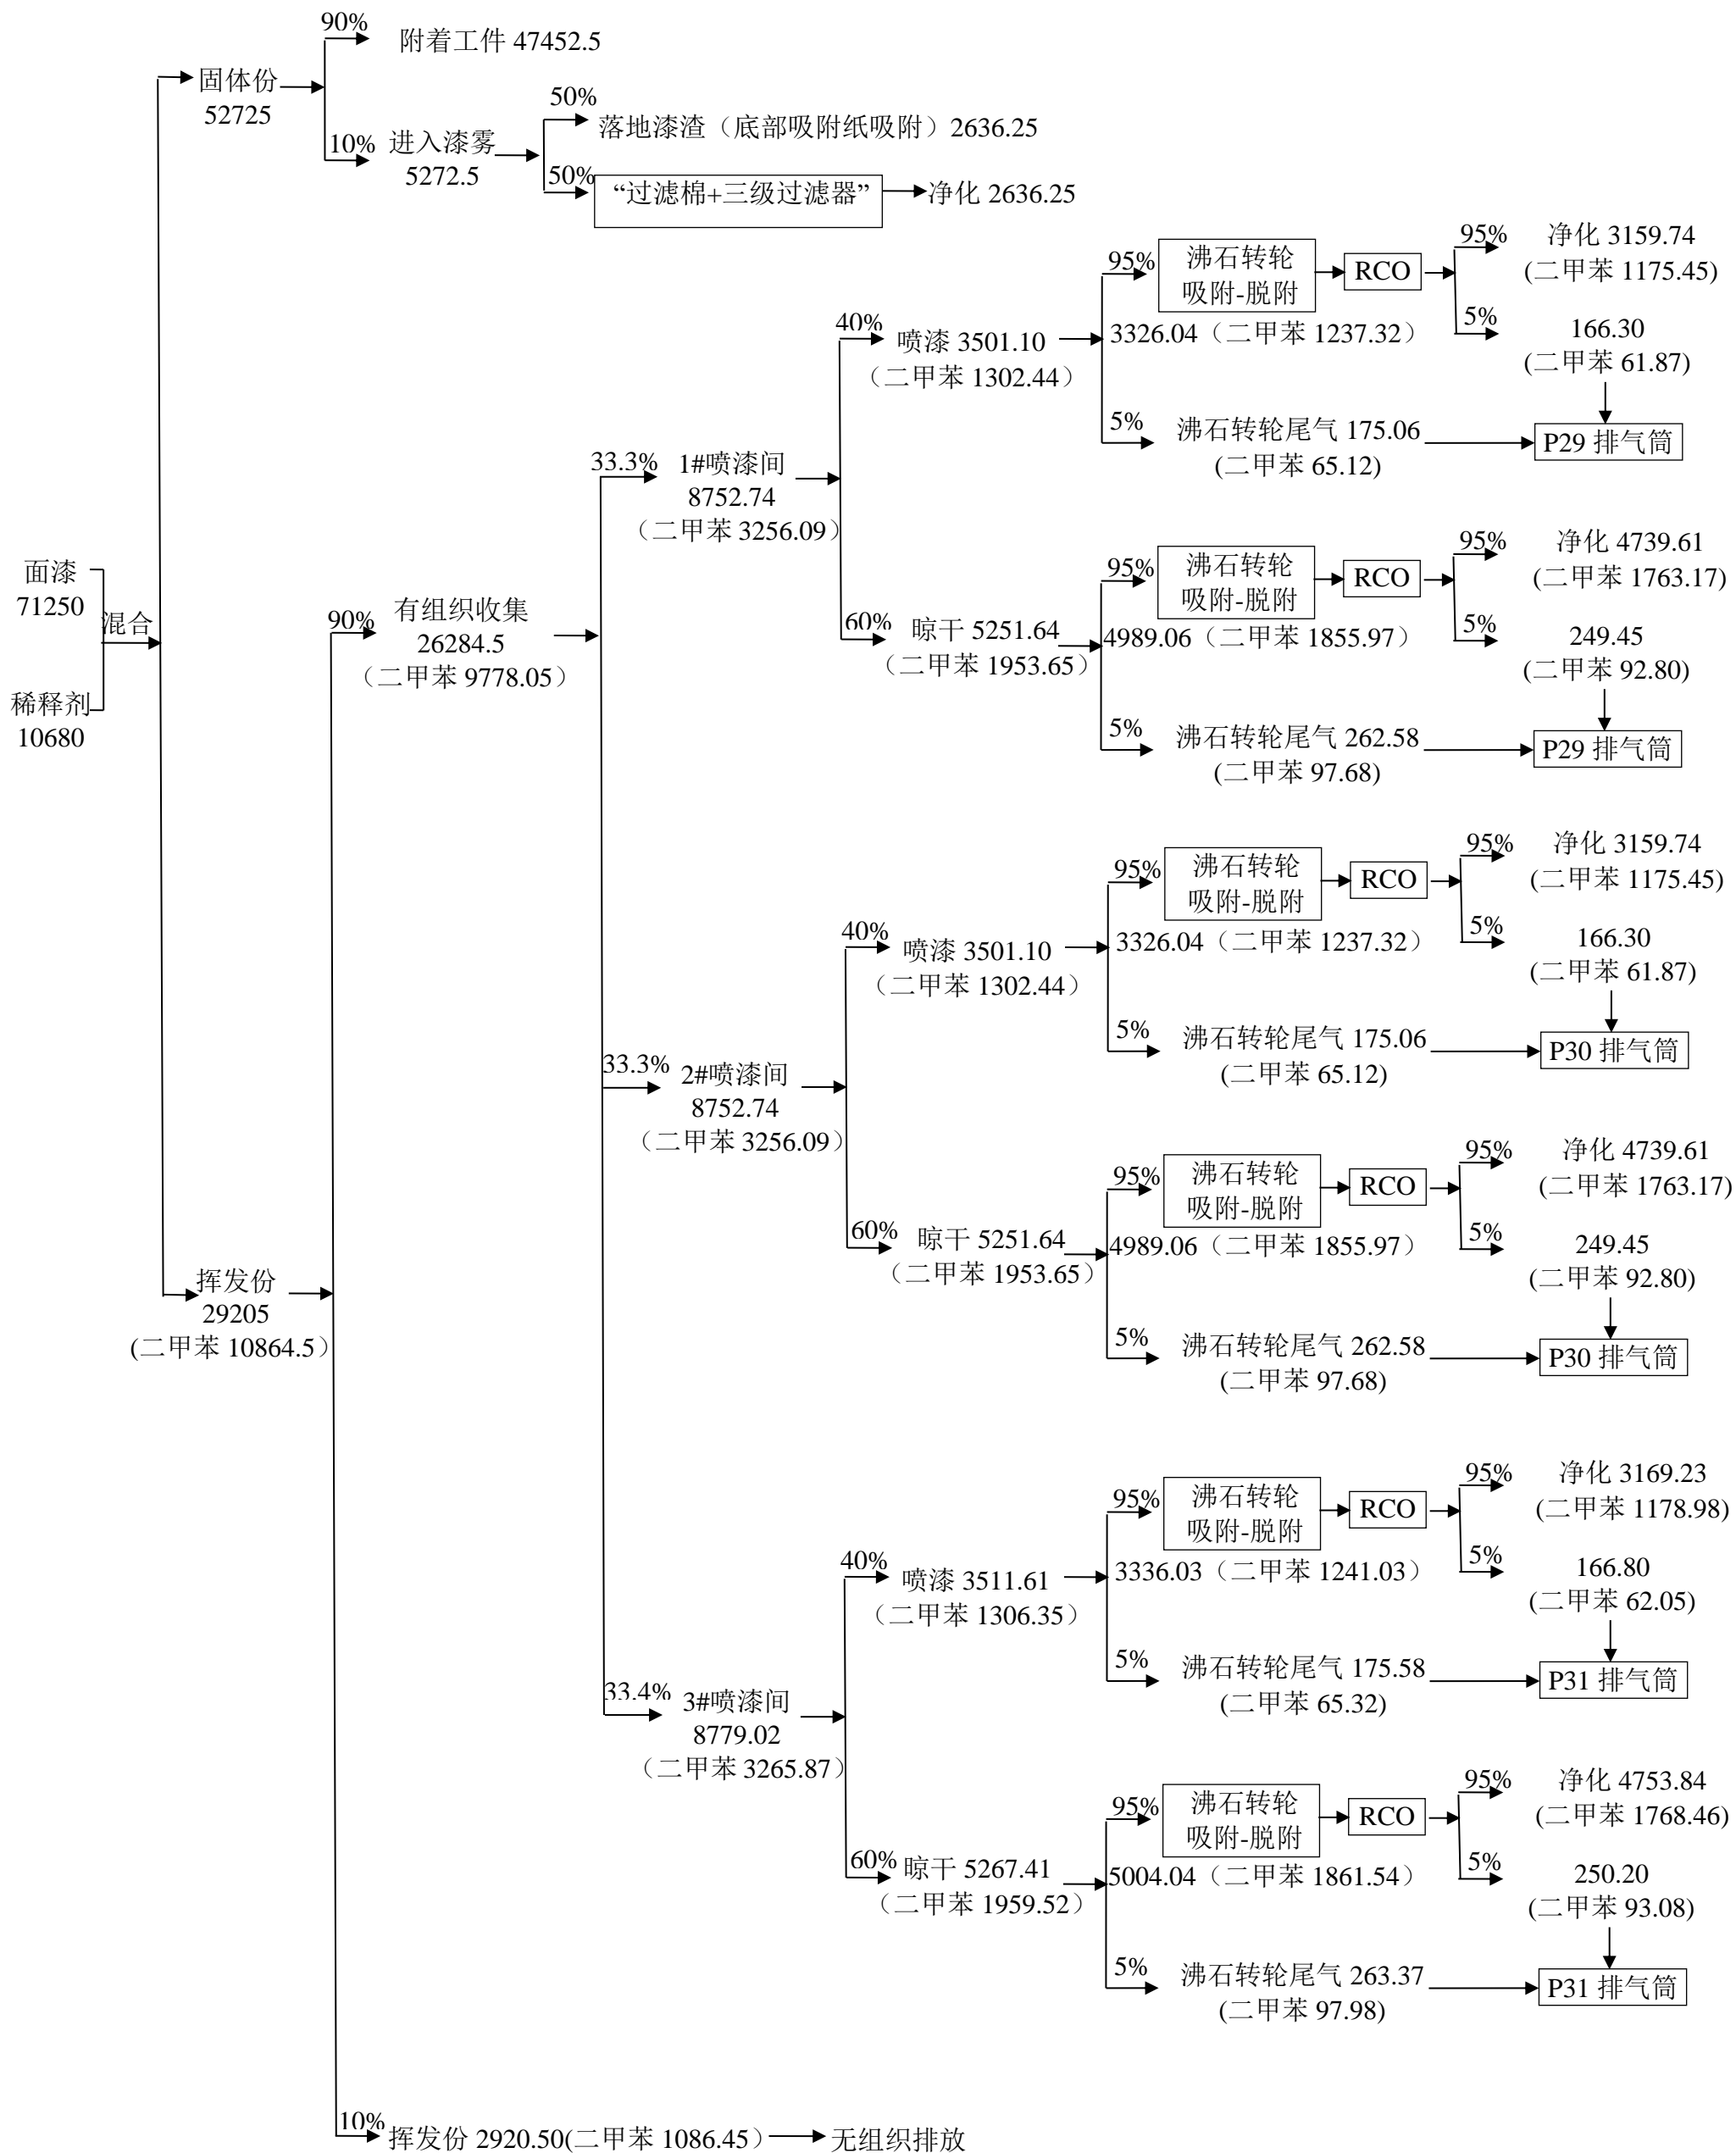 90%
附着工件 47452.5
固体份
52725
10%
进入漆雾
5272.5
50%
落地漆渣（底部吸附纸吸附）2636.25
50%
“过滤棉+三级过滤器”
净化 2636.25
面漆
71250
混合
稀释剂
10680
挥发份
29205
(二甲苯 10864.5）
90%
有组织收集
26284.5
（二甲苯 9778.05）
33.3%
1#喷漆间
8752.74
（二甲苯 3256.09）
40%
喷漆 3501.10
（二甲苯 1302.44）
95%
沸石转轮
吸附-脱附
RCO
3326.04（二甲苯 1237.32）
95%
净化 3159.74
(二甲苯 1175.45)
5%
166.30
(二甲苯 61.87)
5%
沸石转轮尾气 175.06
(二甲苯 65.12)
P29 排气筒
60%
晾干 5251.64
（二甲苯 1953.65）
95%
沸石转轮
吸附-脱附
RCO
4989.06（二甲苯 1855.97）
95%
净化 4739.61
(二甲苯 1763.17)
5%
249.45
(二甲苯 92.80)
5%
沸石转轮尾气 262.58
(二甲苯 97.68)
P29 排气筒
33.3%
2#喷漆间
8752.74
（二甲苯 3256.09）
40%
喷漆 3501.10
（二甲苯 1302.44）
95%
沸石转轮
吸附-脱附
RCO
3326.04（二甲苯 1237.32）
95%
净化 3159.74
(二甲苯 1175.45)
5%
166.30
(二甲苯 61.87)
5%
沸石转轮尾气 175.06
(二甲苯 65.12)
P30 排气筒
60%
晾干 5251.64
（二甲苯 1953.65）
95%
沸石转轮
吸附-脱附
RCO
4989.06（二甲苯 1855.97）
95%
净化 4739.61
(二甲苯 1763.17)
5%
249.45
(二甲苯 92.80)
5%
沸石转轮尾气 262.58
(二甲苯 97.68)
P30 排气筒
33.4%
3#喷漆间
8779.02
（二甲苯 3265.87）
40%
喷漆 3511.61
（二甲苯 1306.35）
95%
沸石转轮
吸附-脱附
RCO
3336.03（二甲苯 1241.03）
95%
净化 3169.23
(二甲苯 1178.98)
5%
166.80
(二甲苯 62.05)
5%
沸石转轮尾气 175.58
(二甲苯 65.32)
P31 排气筒
60%
晾干 5267.41
（二甲苯 1959.52）
95%
沸石转轮
吸附-脱附
RCO
5004.04（二甲苯 1861.54）
95%
净化 4753.84
(二甲苯 1768.46)
5%
250.20
(二甲苯 93.08)
5%
沸石转轮尾气 263.37
(二甲苯 97.98)
P31 排气筒
10%
挥发份 2920.50(二甲苯 1086.45）
无组织排放